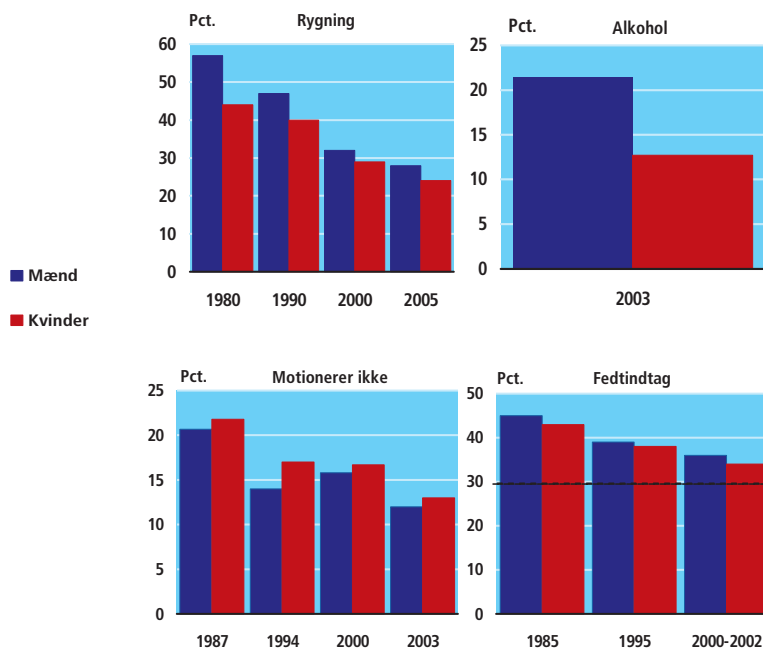 Pct. Rygning
60
50
40
30
20
10
0
1980 1990 2000 2005
Pct. Alkohol
25
20
15
10
5
0
2003
Mænd
Kvinder
Pct. Motionerer ikke
25
20
15
10
5
0
1987 1994 2000 2003
Pct. Fedtindtag
50
40
30
20
10
0
1985 1995 2000-2002